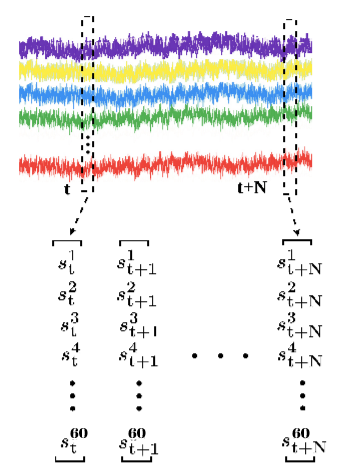 t t+N
s_t^1 s_{t+1}^1 s_{t+N}^1
s_t^2 s_{t+1}^2 s_{t+N}^2
s_t^3 s_{t+1}^3 s_{t+N}^3
s_t^4 s_{t+1}^4 . . . s_{t+N}^4
s_t^{60} s_{t+1}^{60} s_{t+N}^{60}